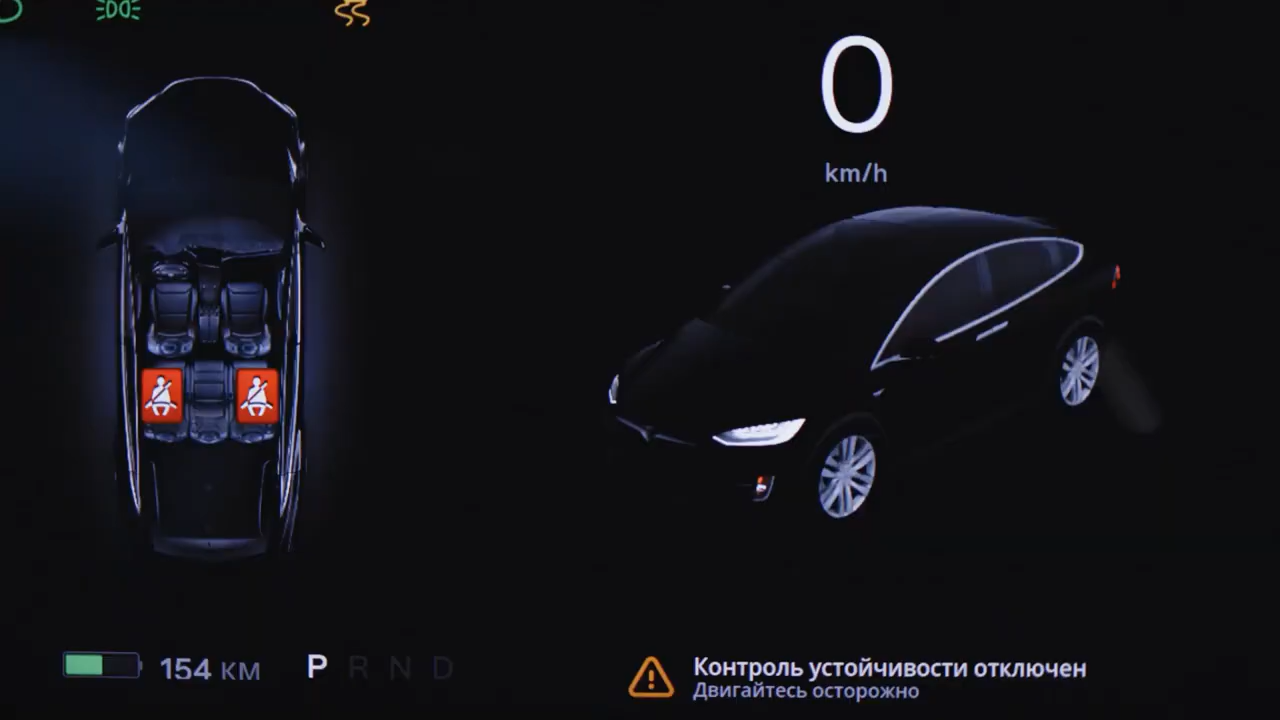 0
km/h
154 км
P R N D
Контроль устойчивости отключен
Двигайтесь осторожно